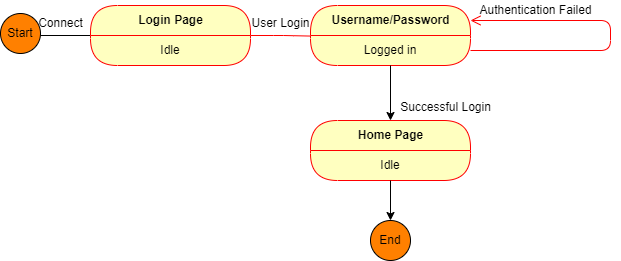 Start
Connect
Login Page
Idle
User Login
Username/Password
Logged in
Authentication Failed
Successful Login
Home Page
Idle
End